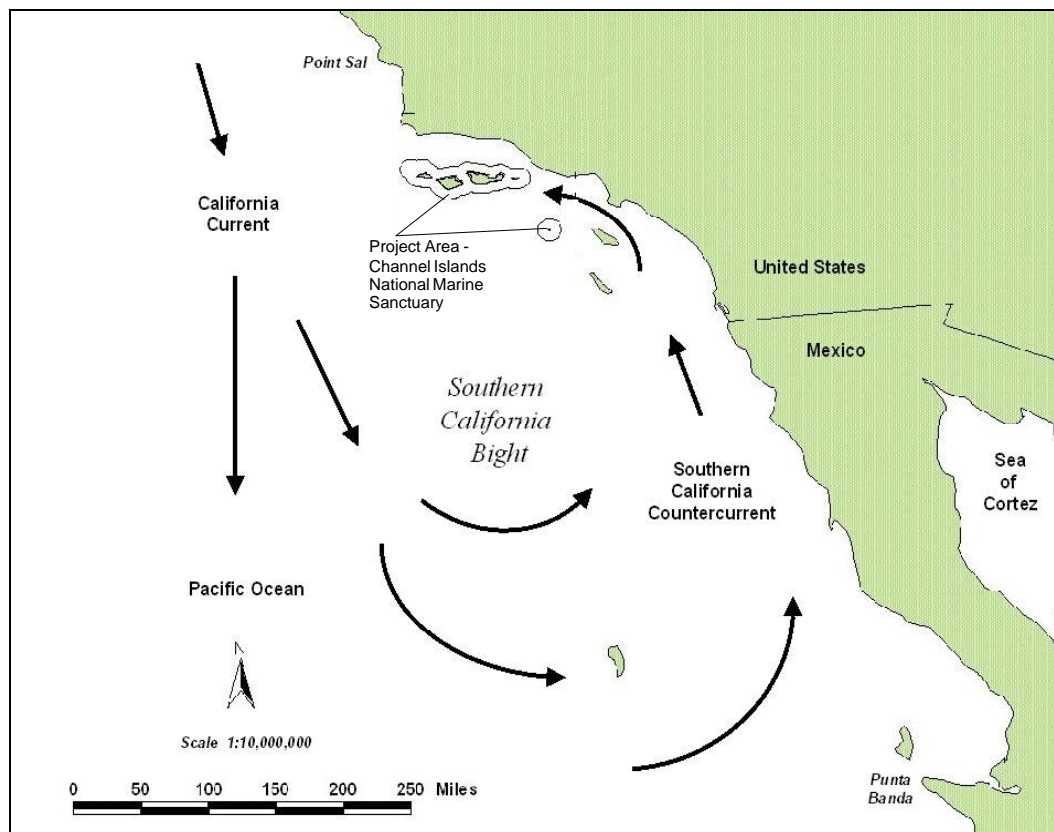 Point Sal
California
Current
Project Area -
Channel Islands
National Marine
Sanctuary
United States
Mexico
Southern
California
Bight
Southern
California
Countercurrent
Sea
of
Cortez
Pacific Ocean
N
Scale 1:10,000,000
0 50 100 150 200 250 Miles
Punta
Banda